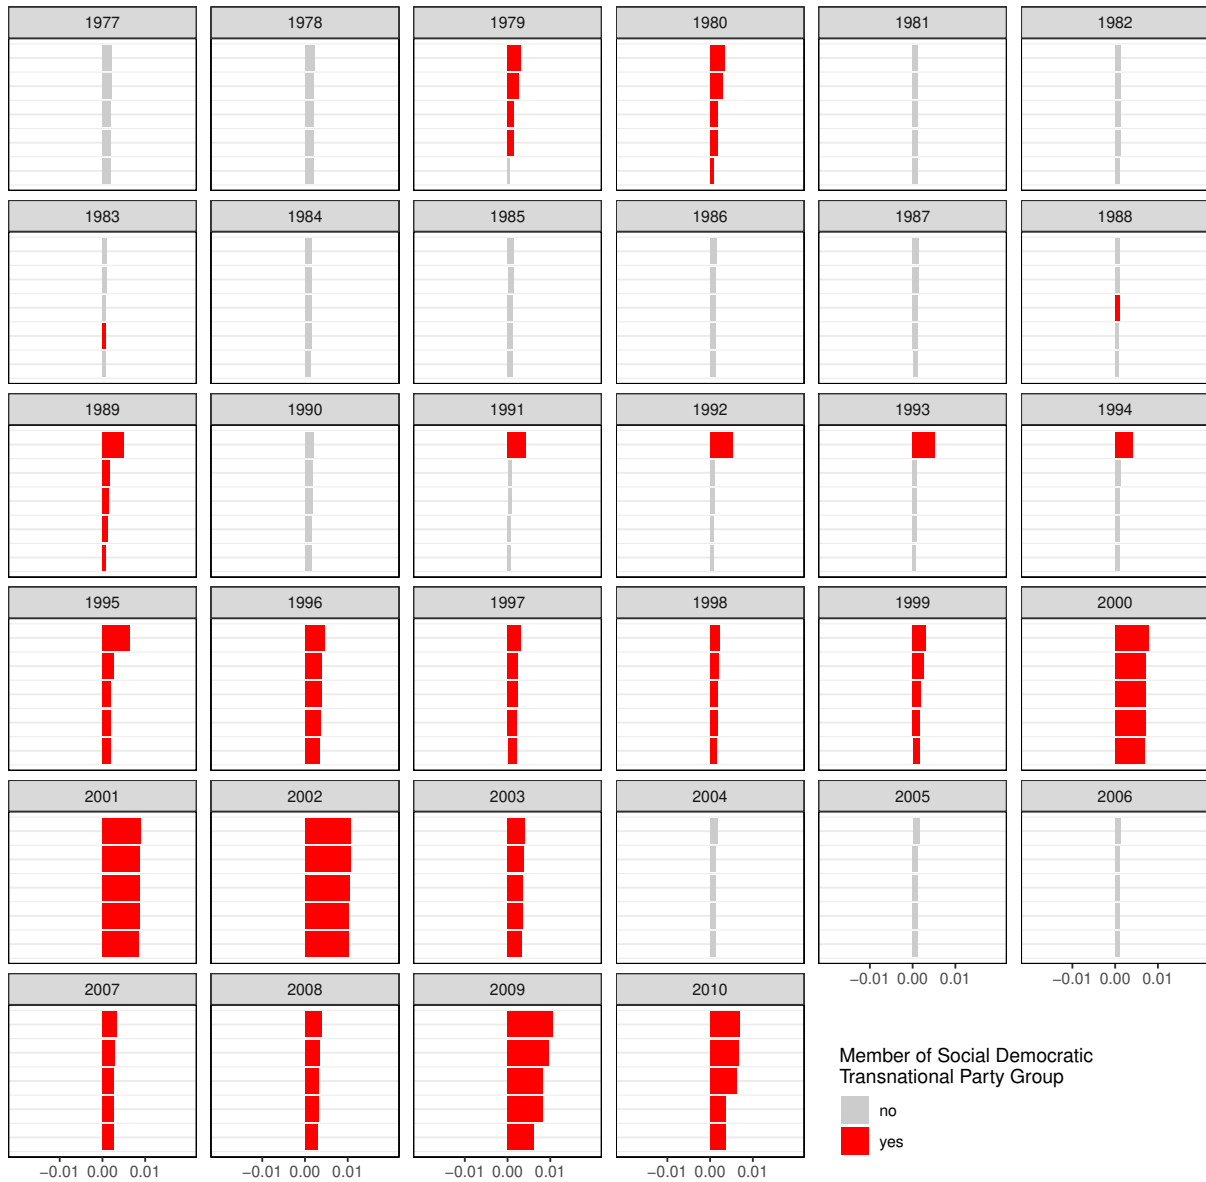 1977 1978 1979 1980 1981 1982
1983 1984 1985 1986 1987 1988
1989 1990 1991 1992 1993 1994
1995 1996 1997 1998 1999 2000
2001 2002 2003 2004 2005 2006
−0.01 0.00 0.01 −0.01 0.00 0.01
2007 2008 2009 2010
−0.01 0.00 0.01 −0.01 0.00 0.01 −0.01 0.00 0.01 −0.01 0.00 0.01
Member of Social Democratic
Transnational Party Group
no
yes